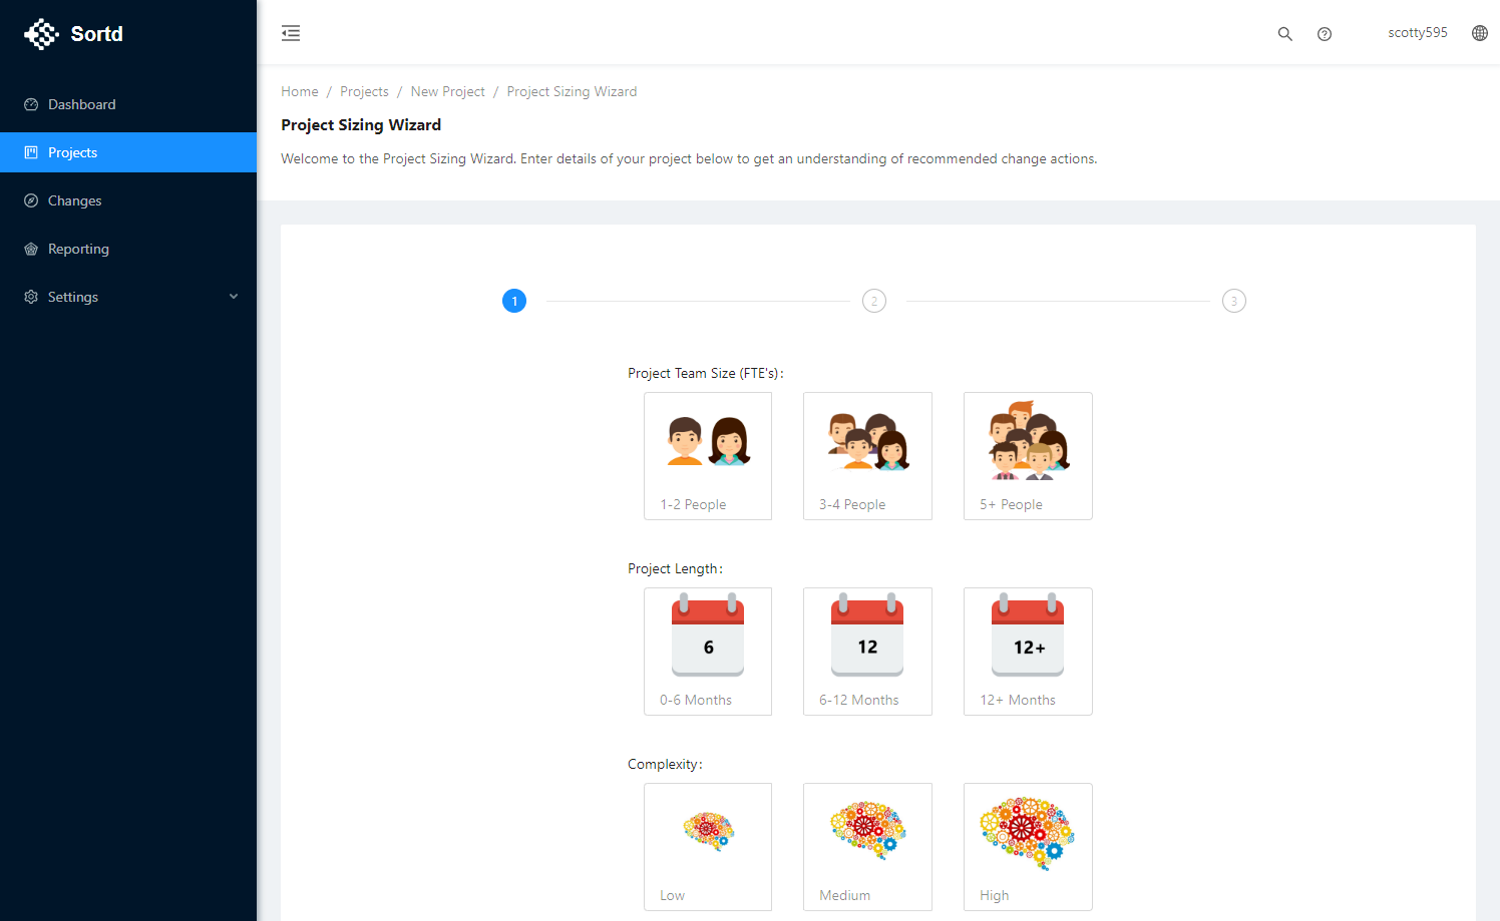 Sortd
scotty595
Dashboard
Projects
Changes
Reporting
Settings
Home / Projects / New Project / Project Sizing Wizard
Project Sizing Wizard
Welcome to the Project Sizing Wizard. Enter details of your project below to get an understanding of recommended change actions.
1 2 3
Project Team Size (FTE's):
1-2 People 3-4 People 5+ People
Project Length:
6 12 12+
0-6 Months 6-12 Months 12+ Months
Complexity:
Low Medium High